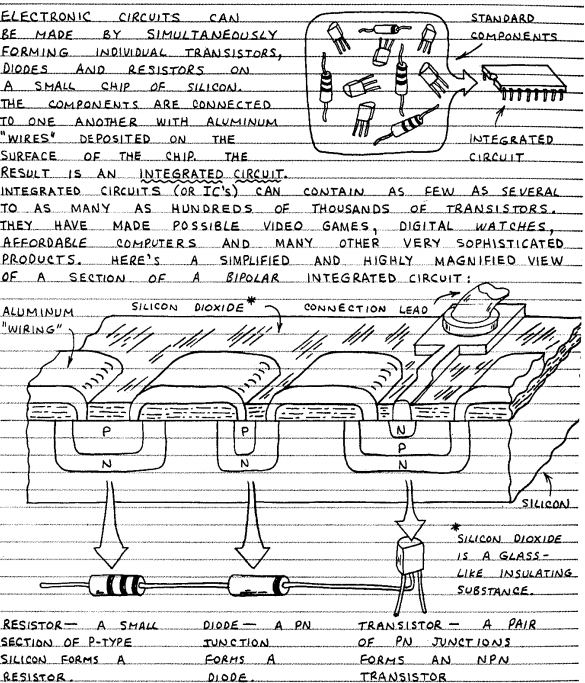 ELECTRONIC CIRCUITS CAN
BE MADE BY SIMULTANEOUSLY
FORMING INDIVIDUAL TRANSISTORS,
DIODES AND RESISTORS ON
A SMALL CHIP OF SILICON.
THE COMPONENTS ARE CONNECTED
TO ONE ANOTHER WITH ALUMINUM
"WIRES" DEPOSITED ON THE
SURFACE OF THE CHIP. THE
RESULT IS AN INTEGRATED CIRCUIT.
STANDARD
COMPONENTS
INTEGRATED
CIRCUIT
INTEGRATED CIRCUITS (OR IC's) CAN CONTAIN AS FEW AS SEVERAL
TO AS MANY AS HUNDREDS OF THOUSANDS OF TRANSISTORS.
THEY HAVE MADE POSSIBLE VIDEO GAMES, DIGITAL WATCHES,
AFFORDABLE COMPUTERS AND MANY OTHER VERY SOPHISTICATED
PRODUCTS. HERE'S A SIMPLIFIED AND HIGHLY MAGNIFIED VIEW
OF A SECTION OF A BIPOLAR INTEGRATED CIRCUIT:
ALUMINUM
"WIRING"
SILICON DIOXIDE*
CONNECTION LEAD
P
N
P
N
N
P
N
SILICON
*SILICON DIOXIDE
IS A GLASS-
LIKE INSULATING
SUBSTANCE.
RESISTOR— A SMALL
SECTION OF P-TYPE
SILICON FORMS A
RESISTOR.
DIODE— A PN
JUNCTION
FORMS A
DIODE.
TRANSISTOR— A PAIR
OF PN JUNCTIONS
FORMS AN NPN
TRANSISTOR